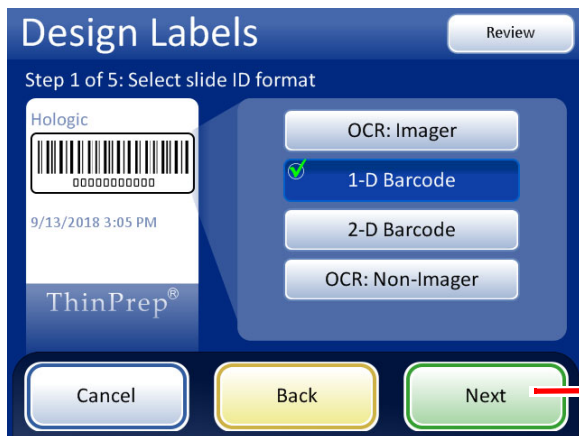 Design Labels
Review
Step 1 of 5: Select slide ID format
Hologic
00000000000
9/13/2018 3:05 PM
ThinPrep®
OCR: Imager
1-D Barcode
2-D Barcode
OCR: Non-Imager
Cancel
Back
Next